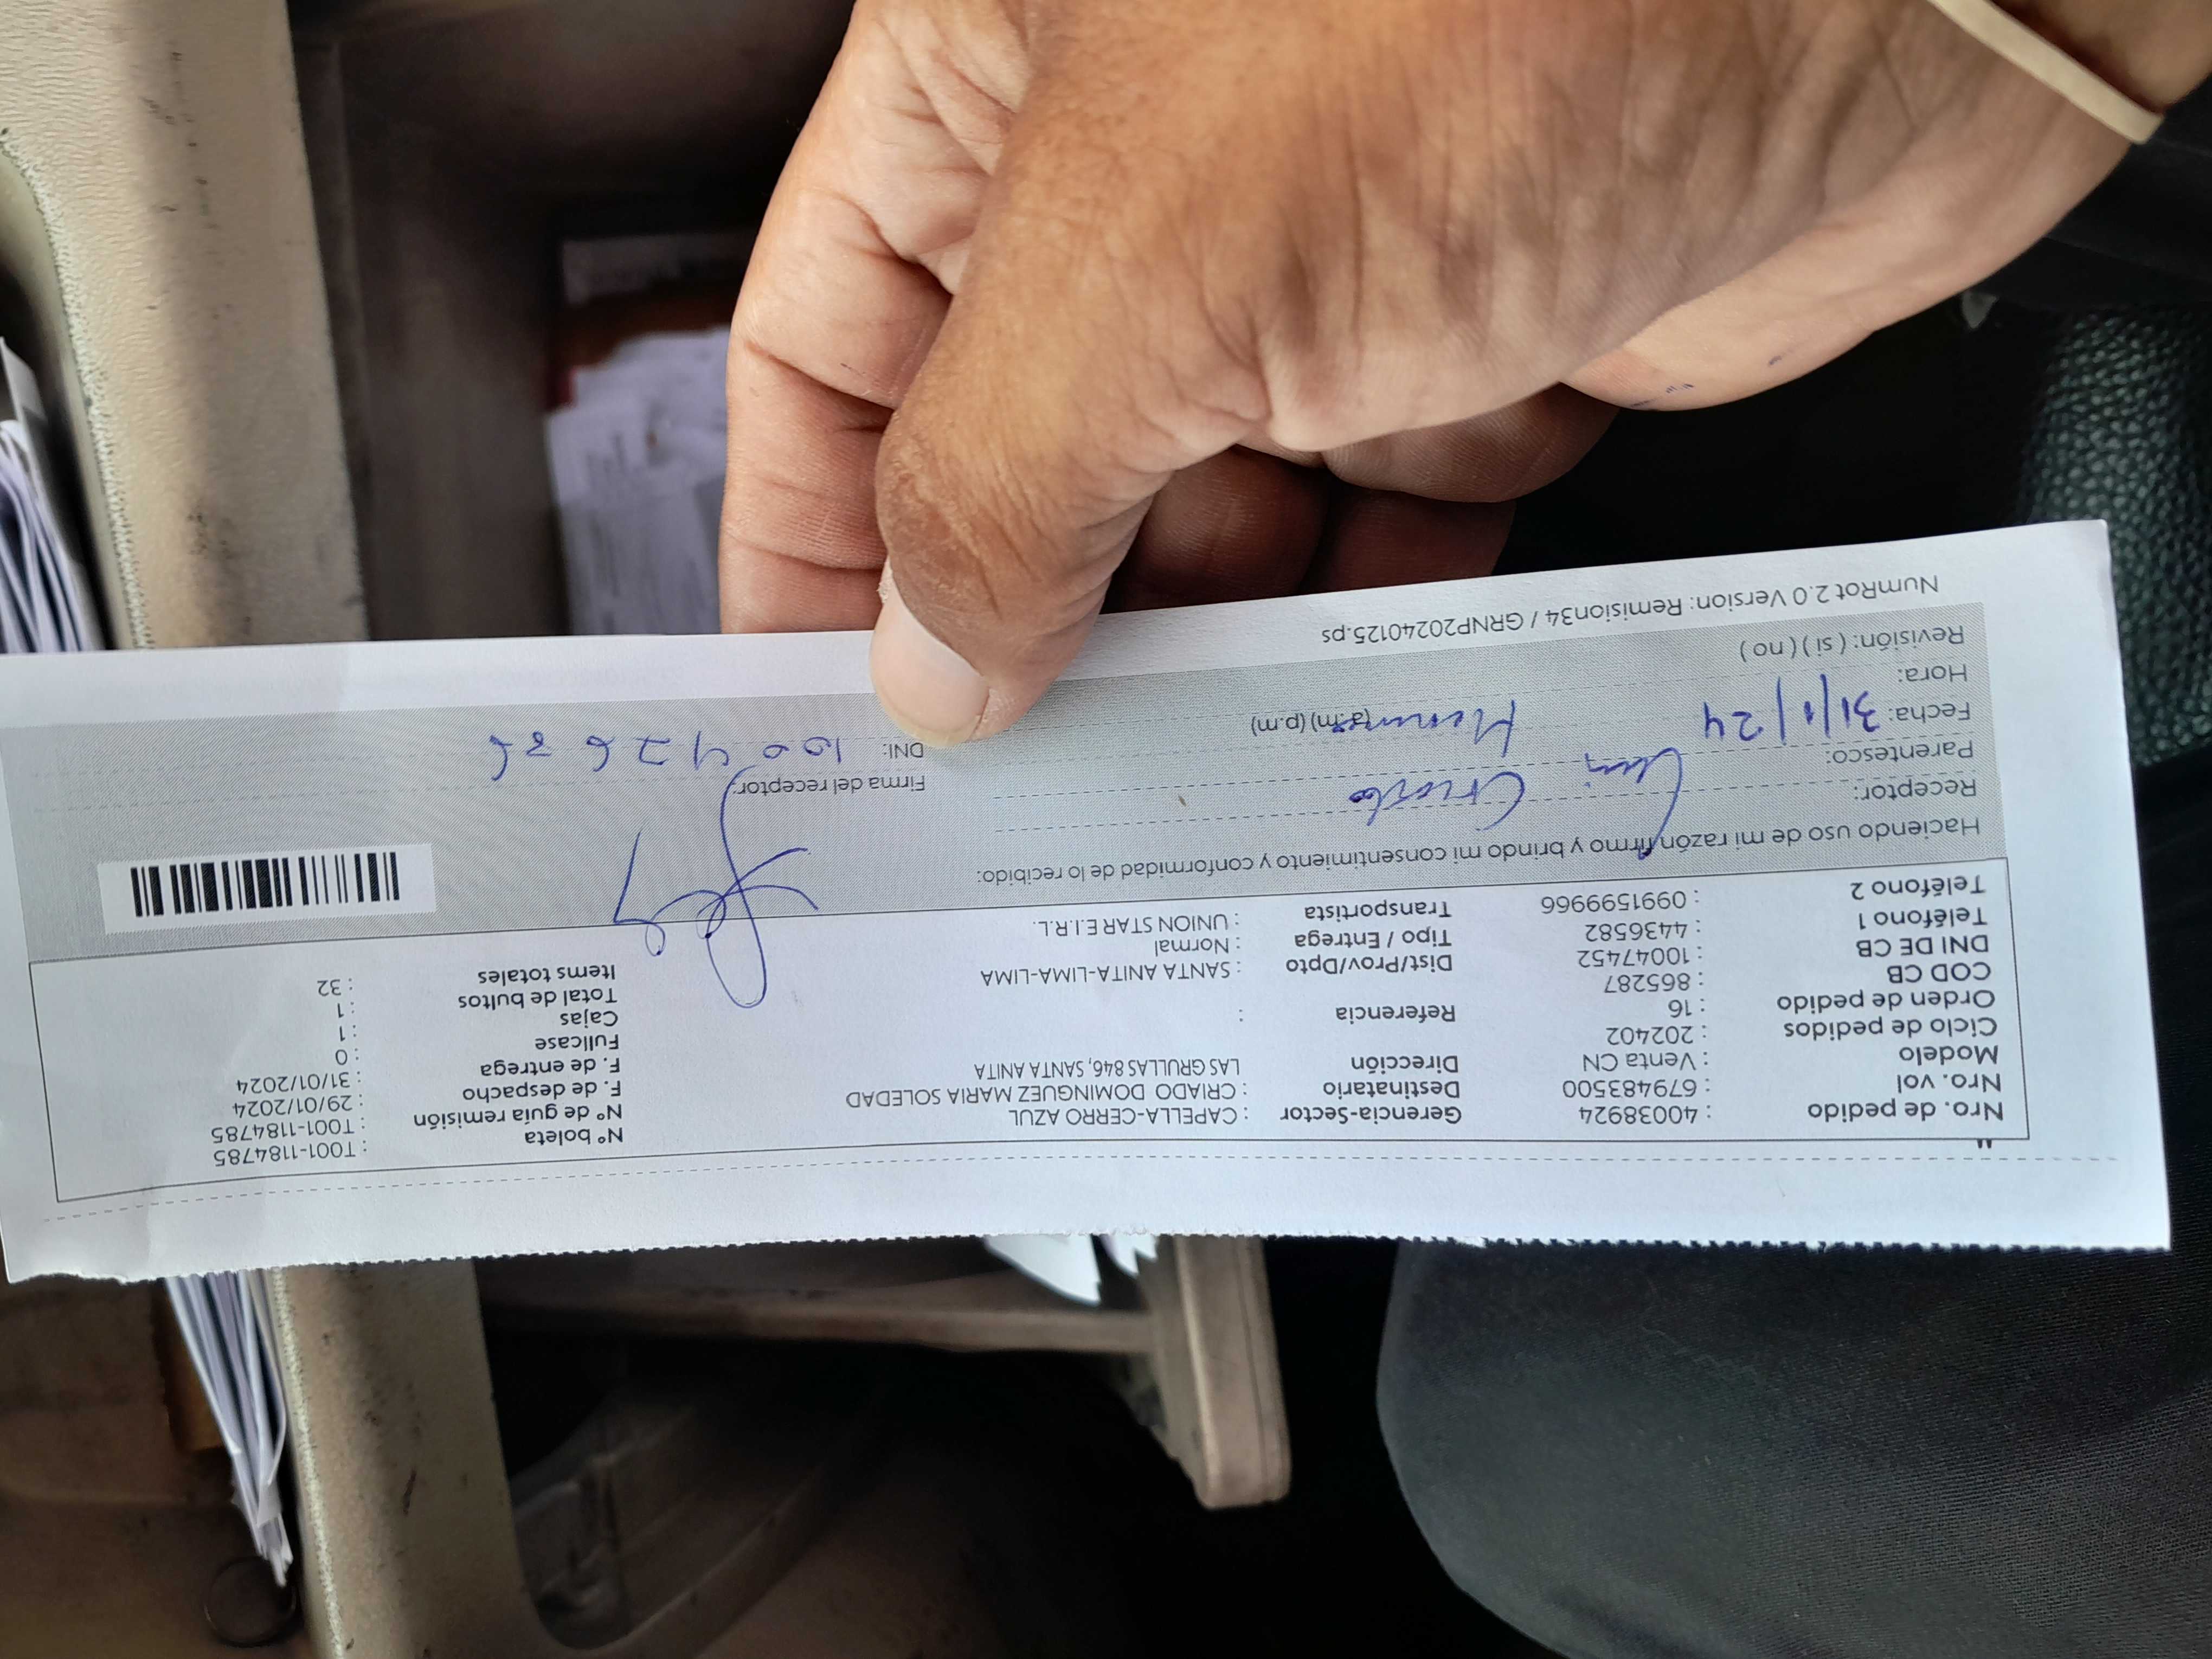 Nro. de pedido : 40038924 Gerencia-Sector : CAPELLA-CERRO AZUL Nº boleta : T001-1184785
Nro. vol : 679483500 Destinatario : CRIADO DOMINGUEZ MARIA SOLEDAD Nº de guía remisión : T001-1184785
Modelo : Venta CN Dirección LAS GRULLAS 846, SANTA ANITA F. de despacho : 29/01/2024
Ciclo de pedidos : 202402 F. de entrega : 31/01/2024
Orden de pedido : 16 Referencia : Fullcase : 0
COD CB : 865287 Cajas : 1
DNI DE CB : 10047452 Dist/Prov/Dpto : SANTA ANITA-LIMA-LIMA Total de bultos : 1
Teléfono 1 : 4436582 Tipo / Entrega : Normal Items totales : 32
Teléfono 2 : 0991599966 Transportista : UNION STAR E.I.R.L.
Haciendo uso de mi razón firmo y brindo mi consentimiento y conformidad de lo recibido:
Receptor: Criado
Parentesco: Firma del receptor:
Fecha: 31/1/24 DNI:
Hora: (a.m) (p.m)
Revisión: ( si ) ( no )
NumRot 2.0 Version: Remision34 / GRNP20240125.ps